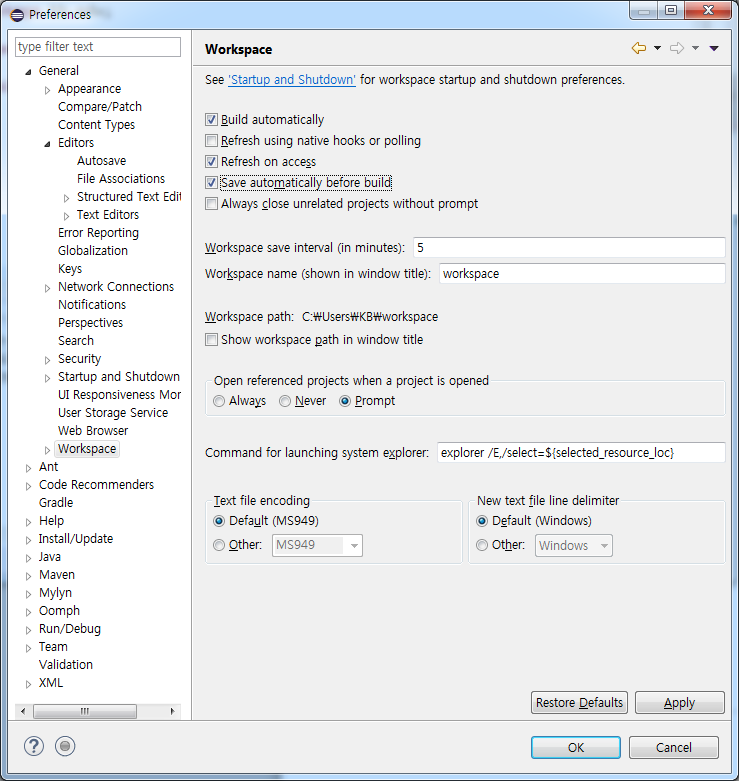 Preferences
type filter text
General
Appearance
Compare/Patch
Content Types
Editors
Autosave
File Associations
Structured Text Edit
Text Editors
Error Reporting
Globalization
Keys
Network Connections
Notifications
Perspectives
Search
Security
Startup and Shutdown
UI Responsiveness Mor
User Storage Service
Web Browser
Workspace
Ant
Code Recommenders
Gradle
Help
Install/Update
Java
Maven
Mylyn
Oomph
Run/Debug
Team
Validation
XML
Workspace
See 'Startup and Shutdown' for workspace startup and shutdown preferences.
Build automatically
Refresh using native hooks or polling
Refresh on access
Save automatically before build
Always close unrelated projects without prompt
Workspace save interval (in minutes): 5
Workspace name (shown in window title): workspace
Workspace path: C:₩Users₩KB₩workspace
Show workspace path in window title
Open referenced projects when a project is opened
Always Never Prompt
Command for launching system explorer: explorer /E,/select=${selected_resource_loc}
Text file encoding
Default (MS949)
Other: MS949
New text file line delimiter
Default (Windows)
Other: Windows
Restore Defaults Apply
? OK Cancel